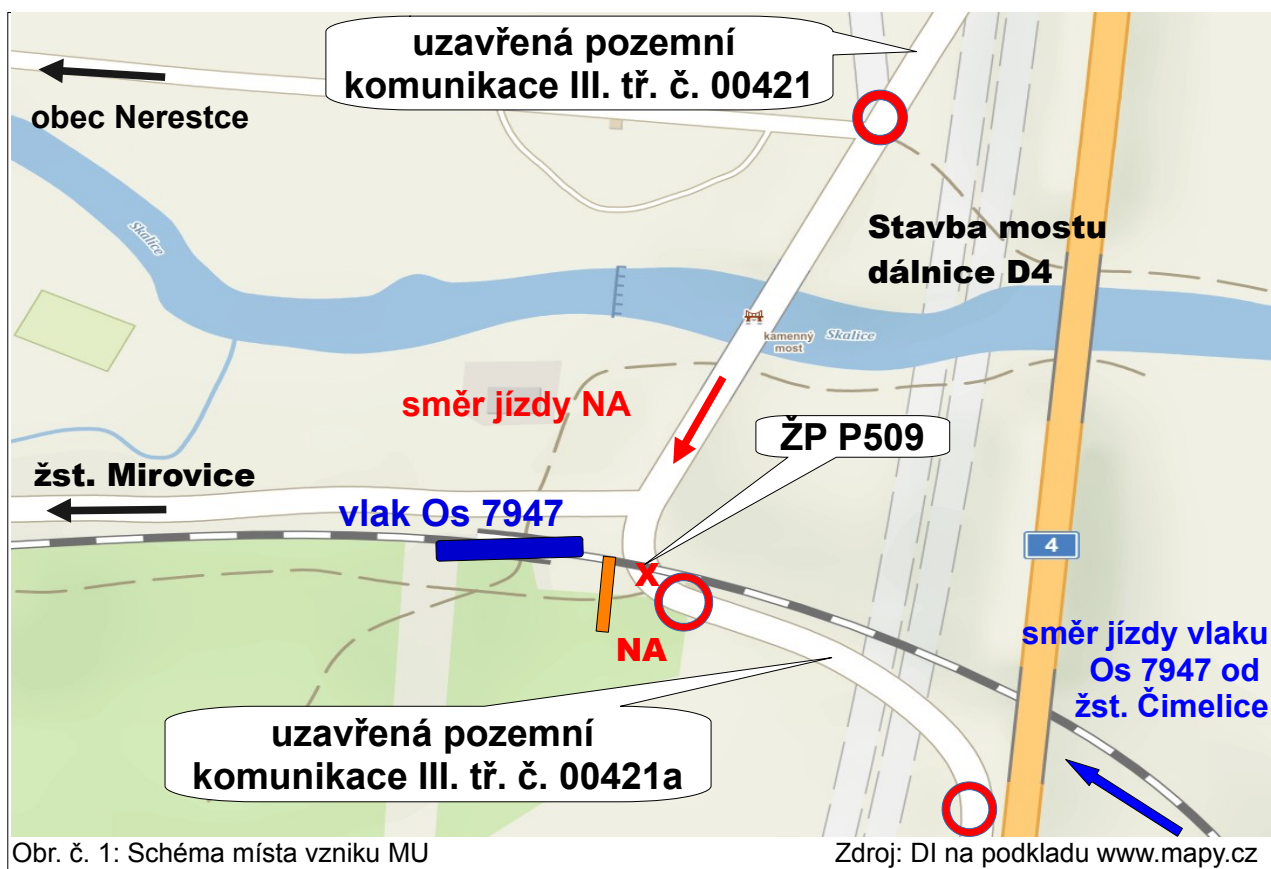 uzavřená pozemní
komunikace III. tř. č. 00421
obec Nerestce
Skalice
Stavba mostu
dálnice D4
kamenný
most
Skalice
směr jízdy NA
ŽP P509
žst. Mirovice
vlak Os 7947
4
x
NA
směr jízdy vlaku
Os 7947 od
žst. Čimelice
uzavřená pozemní
komunikace III. tř. č. 00421a
Obr. č. 1: Schéma místa vzniku MU
Zdroj: DI na podkladu www.mapy.cz